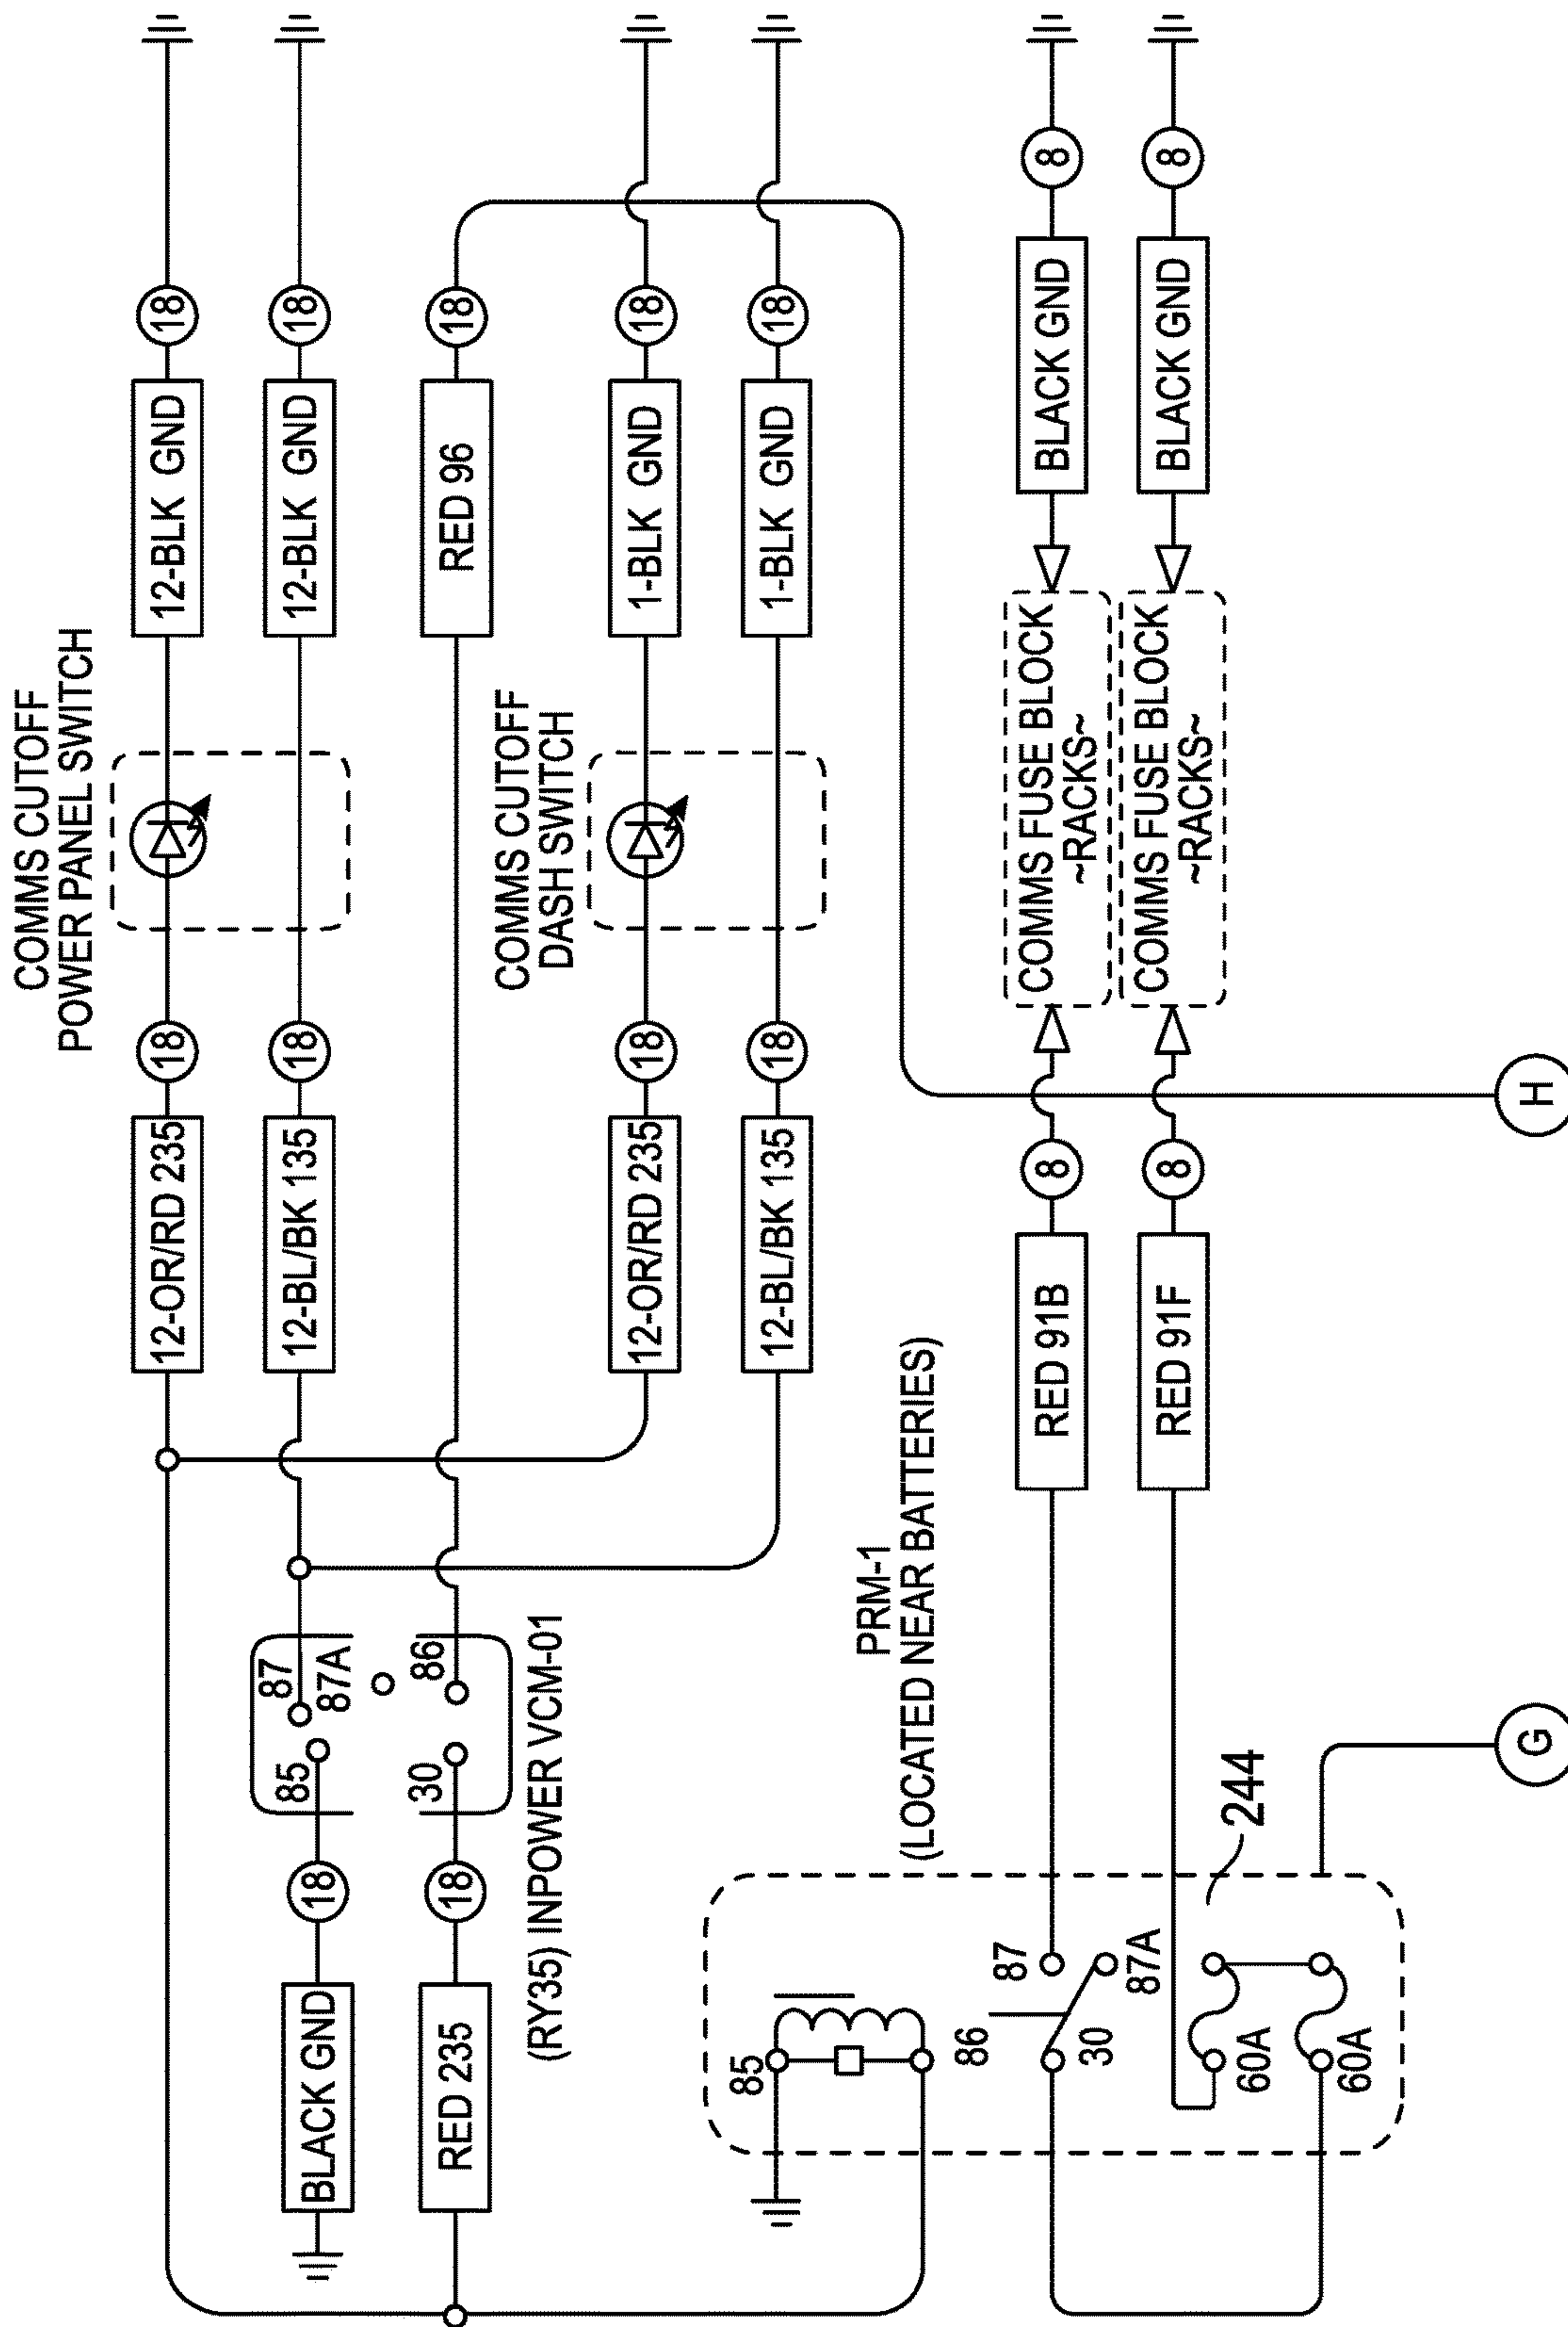 COMMS CUTOFF
POWER PANEL SWITCH
12-OR/RD 235
18
18
12-BLK GND
12-BL/BK 135
18
18
12-BLK GND
BLACK GND
18
85
87
87A
RED 235
18
30
86
RED 96
18
(RY35) INPOWER VCM-01
COMMS CUTOFF
DASH SWITCH
12-OR/RD 235
18
18
1-BLK GND
12-BL/BK 135
18
18
1-BLK GND
PRM-1
(LOCATED NEAR BATTERIES)
85
86
87
30
87A
60A
60A
244
RED 91B
8
COMMS FUSE BLOCK
~RACKS~
BLACK GND
8
RED 91F
8
COMMS FUSE BLOCK
~RACKS~
BLACK GND
8
G
H